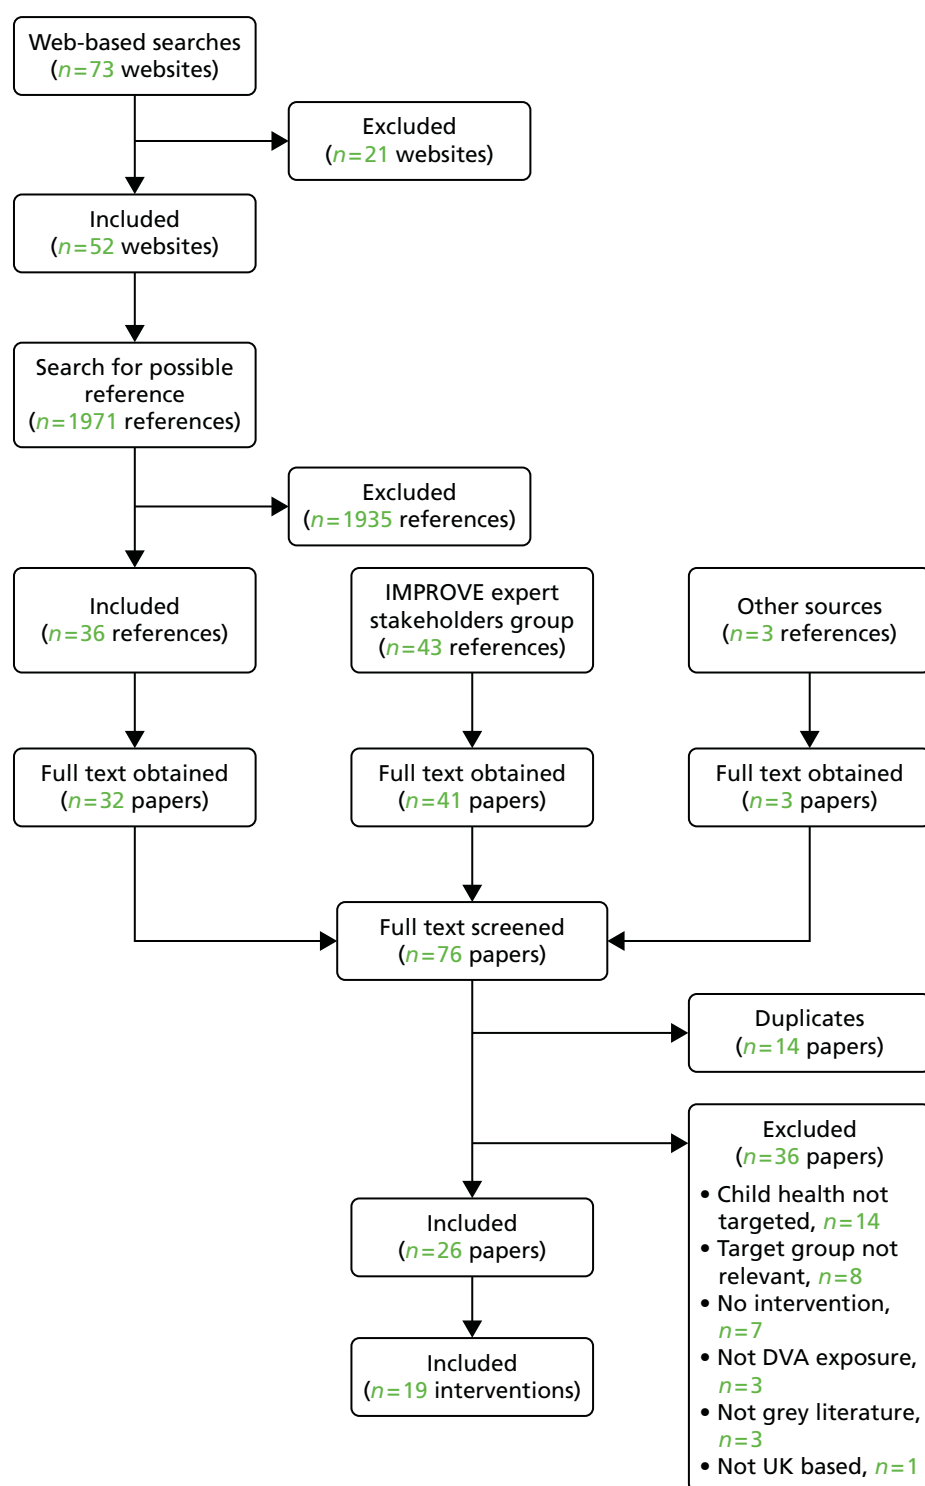 Web-based searches
(n=73 websites)
Excluded
(n=21 websites)
Included
(n=52 websites)
Search for possible
reference
(n=1971 references)
Excluded
(n=1935 references)
Included
(n=36 references)
IMPROVE expert
stakeholders group
(n=43 references)
Other sources
(n=3 references)
Full text obtained
(n=32 papers)
Full text obtained
(n=41 papers)
Full text obtained
(n=3 papers)
Full text screened
(n=76 papers)
Duplicates
(n=14 papers)
Excluded
(n=36 papers)
• Child health not
targeted, n=14
• Target group not
relevant, n=8
• No intervention,
n=7
• Not DVA exposure,
n=3
• Not grey literature,
n=3
• Not UK based, n=1
Included
(n=26 papers)
Included
(n=19 interventions)